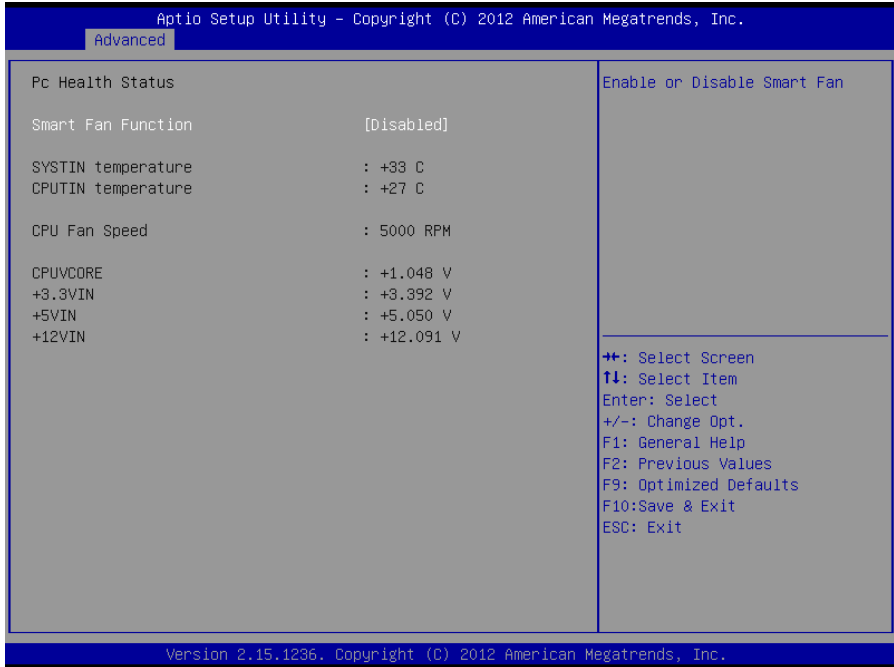 Aptio Setup Utility – Copyright (C) 2012 American Megatrends, Inc.
Advanced
Pc Health Status
Smart Fan Function [Disabled]
SYSTIN temperature : +33 C
CPUTIN temperature : +27 C
CPU Fan Speed : 5000 RPM
CPUVCORE : +1.048 V
+3.3VIN : +3.392 V
+5VIN : +5.050 V
+12VIN : +12.091 V
Enable or Disable Smart Fan
→←: Select Screen
↑↓: Select Item
Enter: Select
+/-: Change Opt.
F1: General Help
F2: Previous Values
F9: Optimized Defaults
F10:Save & Exit
ESC: Exit
Version 2.15.1236. Copyright (C) 2012 American Megatrends, Inc.